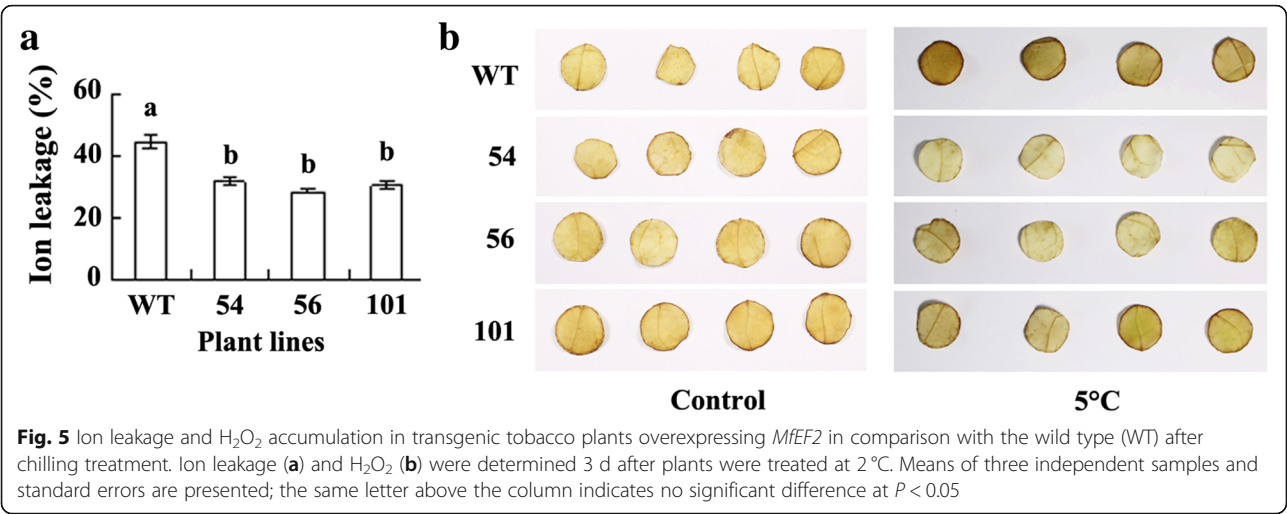 a
Ion leakage (%)
60
40
20
0
a
b
b
b
WT
54
56
101
Plant lines
b
WT
54
56
101
Control
5°C
Fig. 5 Ion leakage and H₂O₂ accumulation in transgenic tobacco plants overexpressing MfEF2 in comparison with the wild type (WT) after
chilling treatment. Ion leakage (a) and H₂O₂ (b) were determined 3 d after plants were treated at 2 °C. Means of three independent samples and
standard errors are presented; the same letter above the column indicates no significant difference at P < 0.05